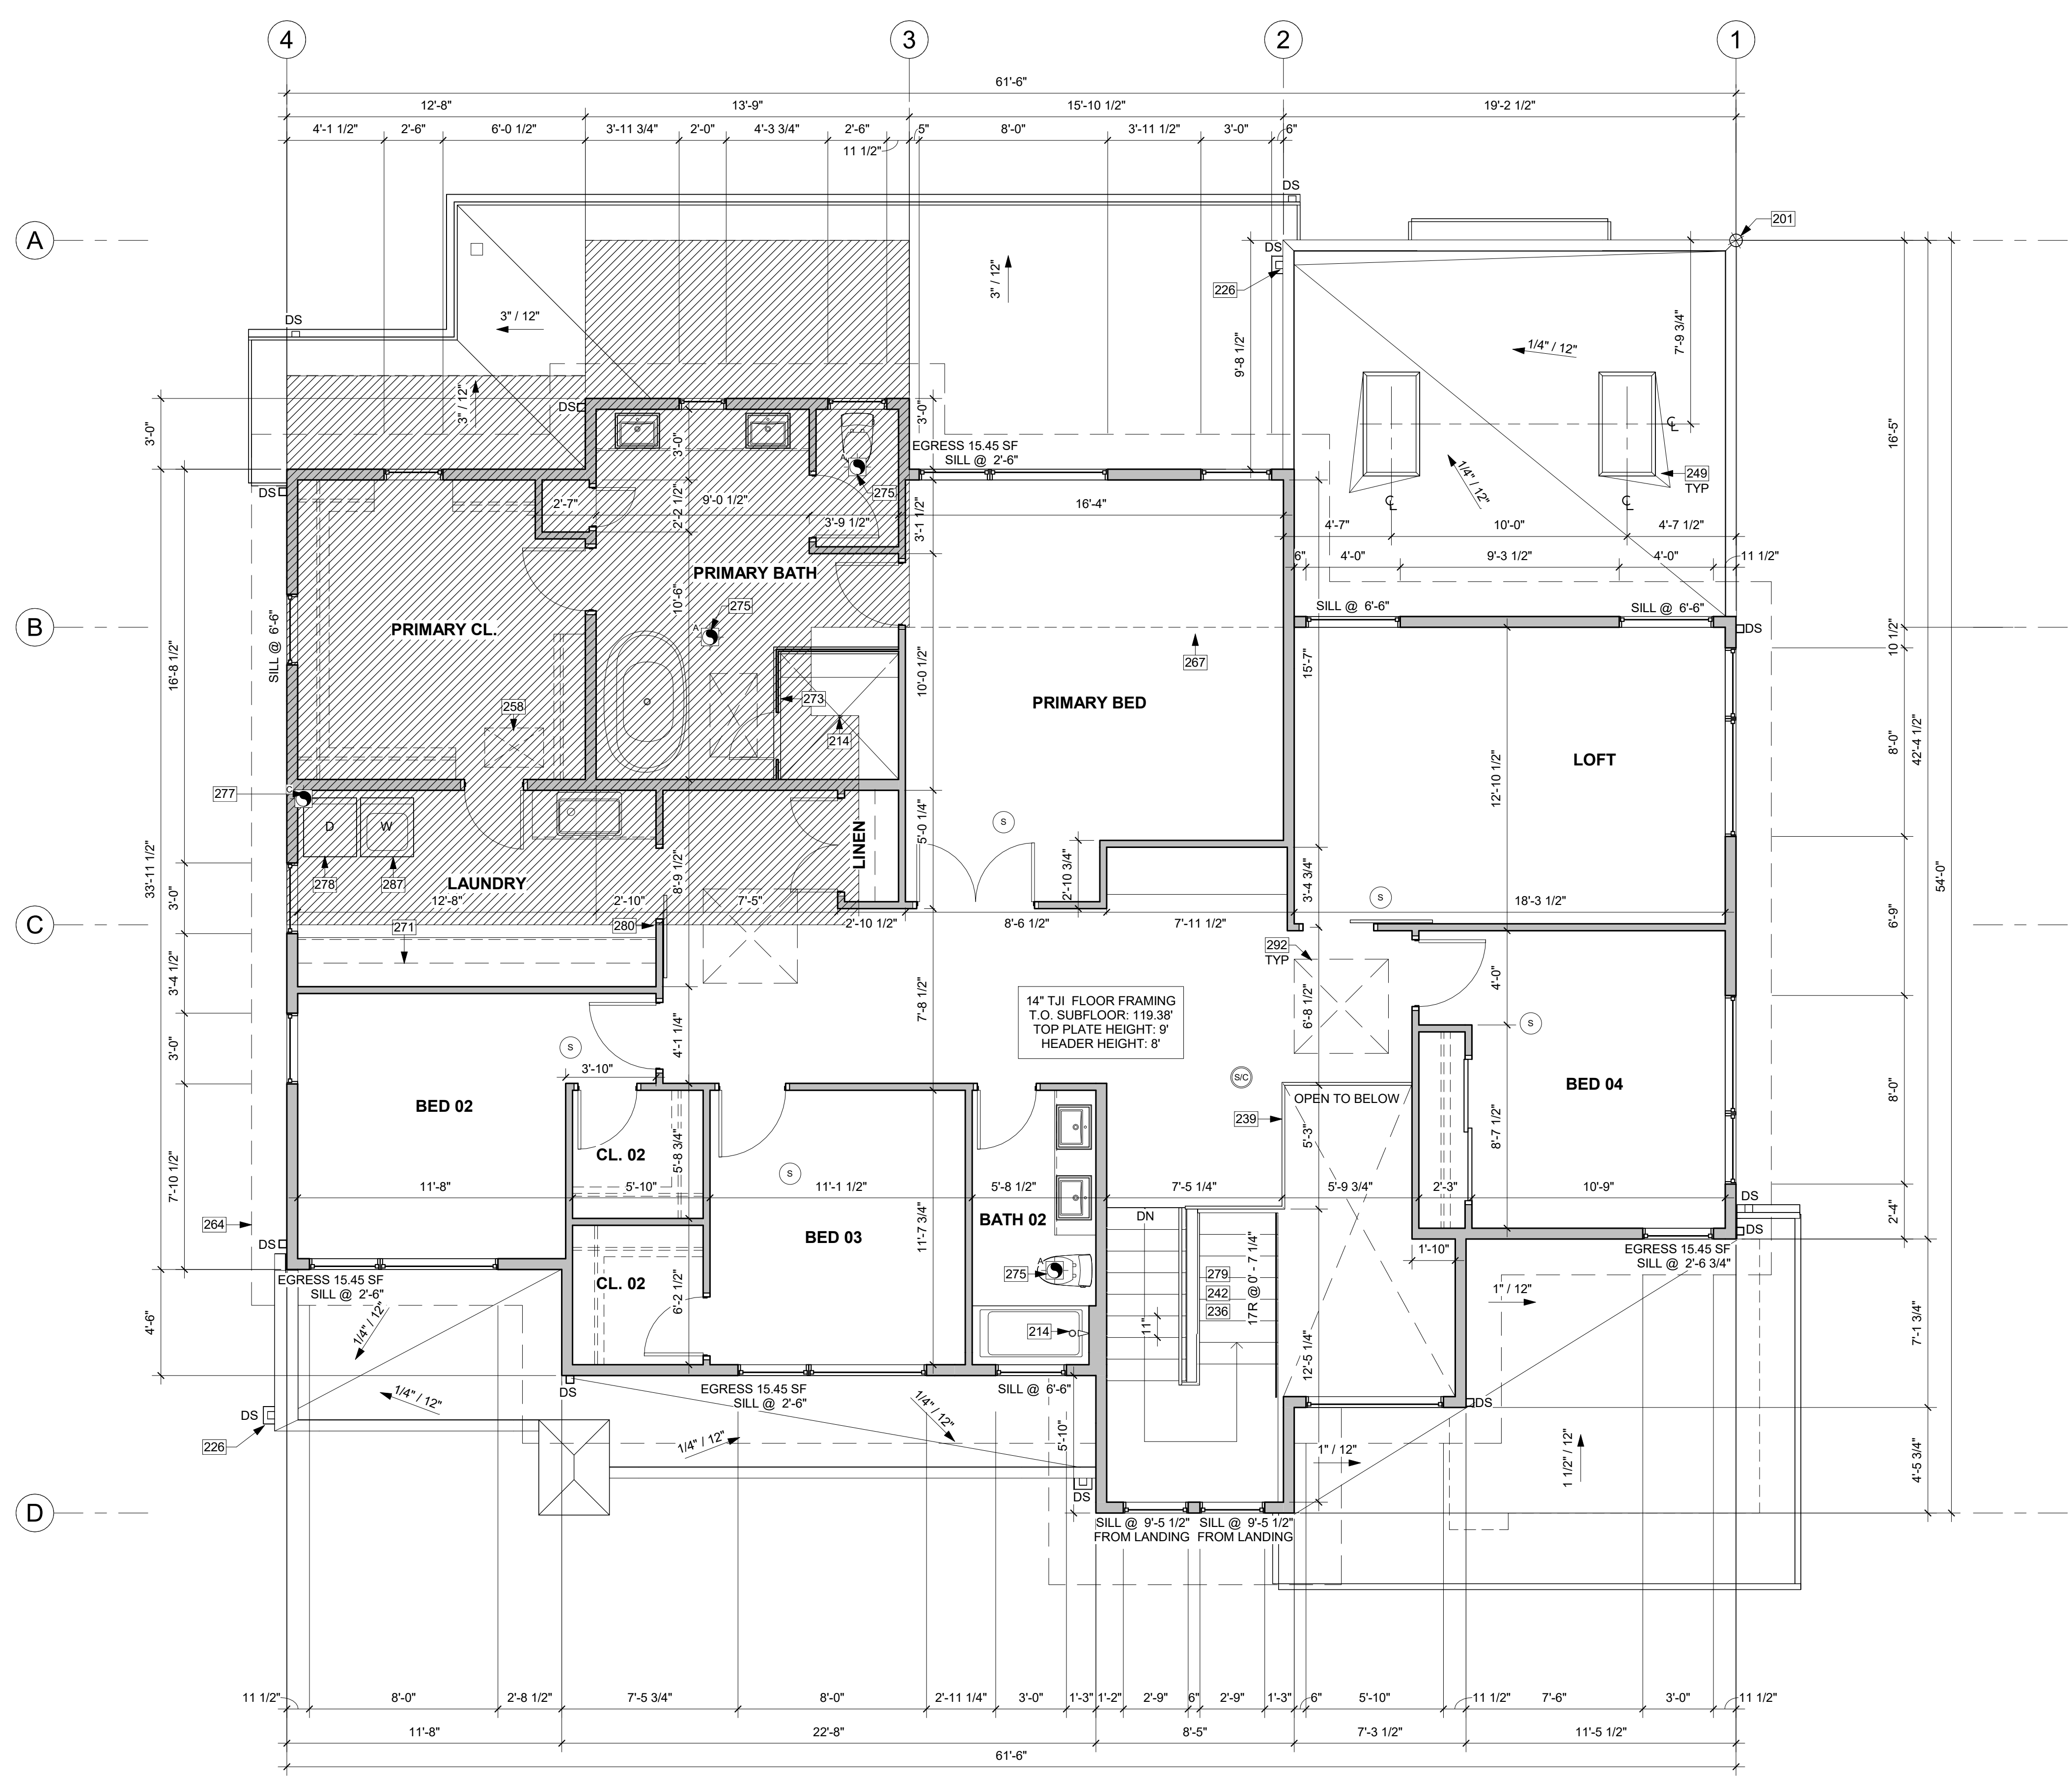 4
3
2
1
61'-6"
12'-8"
13'-9"
15'-10 1/2"
19'-2 1/2"
4'-1 1/2"
2'-6"
6'-0 1/2"
3'-11 3/4"
2'-0"
4'-3 3/4"
2'-6"
5"
8'-0"
3'-11 1/2"
3'-0"
6"
11 1/2"
DS
201
A
DS
226
3" / 12"
3" / 12"
DS
3" / 12"
9'-8 1/2"
7'-9 3/4"
1/4" / 12"
16'-5"
DS
3'-0"
3'-0"
3'-0"
EGRESS 15.45 SF
SILL @ 2'-6"
1/4" / 12"
249
TYP
DS
A
275
2'-7"
2'-2 1/2"
9'-0 1/2"
3'-9 1/2"
3'-1 1/2"
16'-4"
4'-7"
10'-0"
4'-7 1/2"
6"
4'-0"
9'-3 1/2"
4'-0"
11 1/2"
PRIMARY BATH
10'-6"
275
A
SILL @ 6'-6"
SILL @ 6'-6"
DS
B
PRIMARY CL.
SILL @ 6'-6"
16'-8 1/2"
267
15'-7"
10 1/2"
10'-0 1/2"
273
PRIMARY BED
258
214
LOFT
12'-10 1/2"
8'-0"
42'-4 1/2"
277
C
D
W
S
5'-0 1/4"
LINEN
278
287
LAUNDRY
33'-11 1/2"
3'-0"
8'-9 1/2"
2'-10 3/4"
3'-4 3/4"
54'-0"
12'-8"
2'-10"
7'-5"
S
18'-3 1/2"
6'-9"
C
271
280
2'-10 1/2"
8'-6 1/2"
7'-11 1/2"
292
TYP
3'-4 1/2"
14" TJI FLOOR FRAMING
T.O. SUBFLOOR: 119.38'
TOP PLATE HEIGHT: 9'
HEADER HEIGHT: 8'
7'-8 1/2"
6'-8 1/2"
4'-0"
S
3'-0"
S
4'-1 1/4"
3'-10"
S/C
BED 04
8'-0"
BED 02
OPEN TO BELOW
239
5'-3"
8'-7 1/2"
CL. 02
5'-8 3/4"
S
7'-10 1/2"
11'-8"
5'-10"
11'-1 1/2"
5'-8 1/2"
7'-5 1/4"
5'-9 3/4"
2'-3"
10'-9"
DS
2'-4"
264
BED 03
11'-7 3/4"
BATH 02
DN
DS
DS
EGRESS 15.45 SF
SILL @ 2'-6"
CL. 02
6'-2 1/2"
A
275
279
242
236
17R @ 0' - 7 1/4"
1'-10"
EGRESS 15.45 SF
SILL @ 2'-6 3/4"
1" / 12"
4'-6"
1/4" / 12"
214
11"
12'-5 1/4"
7'-1 3/4"
DS
1/4" / 12"
EGRESS 15.45 SF
SILL @ 2'-6"
SILL @ 6'-6"
1/4" / 12"
DS
DS
226
1/4" / 12"
5'-10"
1" / 12"
1 1/2" / 12"
4'-5 3/4"
DS
D
SILL @ 9'-5 1/2"
FROM LANDING
SILL @ 9'-5 1/2"
FROM LANDING
11 1/2"
8'-0"
2'-8 1/2"
7'-5 3/4"
8'-0"
2'-11 1/4"
3'-0"
1'-3"
1'-2"
2'-9"
6"
2'-9"
1'-3"
6"
5'-10"
11 1/2"
7'-6"
3'-0"
11 1/2"
11'-8"
22'-8"
8'-5"
7'-3 1/2"
11'-5 1/2"
61'-6"